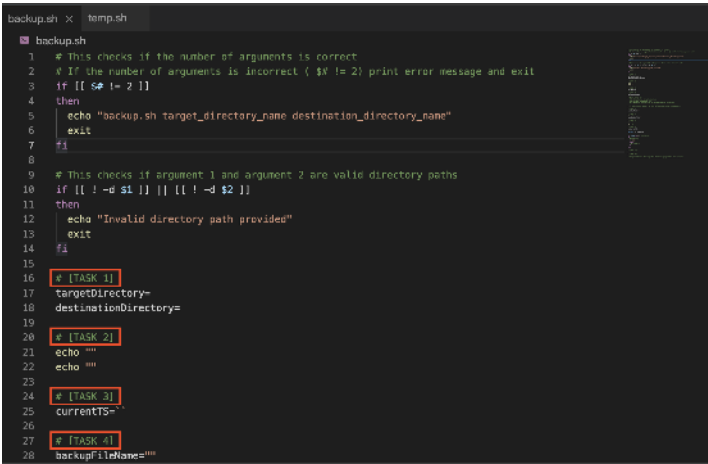 backup.sh × temp.sh
backup.sh
1 # This checks if the number of arguments is correct
2 # If the number of arguments is incorrect ( $# != 2) print error message and exit
3 if [[ $# != 2 ]]
4 then
5 echo "backup.sh target_directory_name destination_directory_name"
6 exit
7 fi
8
9 # This checks if argument 1 and argument 2 are valid directory paths
10 if [[ ! -d $1 ]] || [[ ! -d $2 ]]
11 then
12 echo "Invalid directory path provided"
13 exit
14 fi
15
16 # [TASK 1]
17 targetDirectory=
18 destinationDirectory=
19
20 # [TASK 2]
21 echo ""
22 echo ""
23
24 # [TASK 3]
25 currentTS=``
26
27 # [TASK 4]
28 backupFileName=""